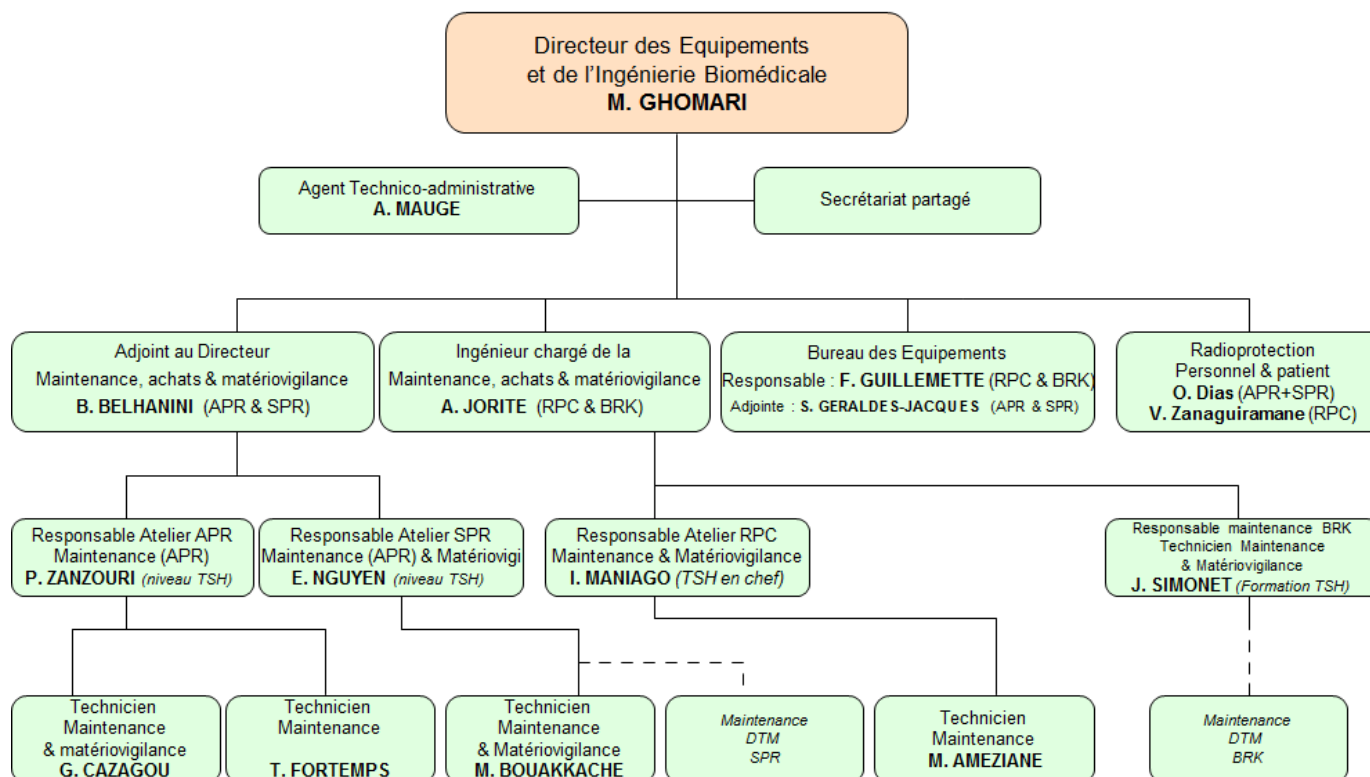 Directeur des Equipements
et de l'Ingénierie Biomédicale
M. GHOMARI
Agent Technico-administrative
A. MAUGE
Secrétariat partagé
Adjoint au Directeur
Maintenance, achats & matériovigilance
B. BELHANINI (APR & SPR)
Ingénieur chargé de la
Maintenance, achats & matériovigilance
A. JORITE (RPC & BRK)
Bureau des Equipements
Responsable : F. GUILLEMETTE (RPC & BRK)
Adjointe : S. GERALDES-JACQUES (APR & SPR)
Radioprotection
Personnel & patient
O. Dias (APR+SPR)
V. Zanaguiramane (RPC)
Responsable Atelier APR
Maintenance (APR)
P. ZANZOURI (niveau TSH)
Responsable Atelier SPR
Maintenance (APR) & Matériovigi
E. NGUYEN (niveau TSH)
Responsable Atelier RPC
Maintenance & Matériovigilance
I. MANIAGO (TSH en chef)
Responsable maintenance BRK
Technicien Maintenance
& Matériovigilance
J. SIMONET (Formation TSH)
Technicien
Maintenance
& matériovigilance
G. CAZAGOU
Technicien
Maintenance
T. FORTEMPS
Technicien
Maintenance
& Matériovigilance
M. BOUAKKACHE
Maintenance
DTM
SPR
Technicien
Maintenance
M. AMEZIANE
Maintenance
DTM
BRK